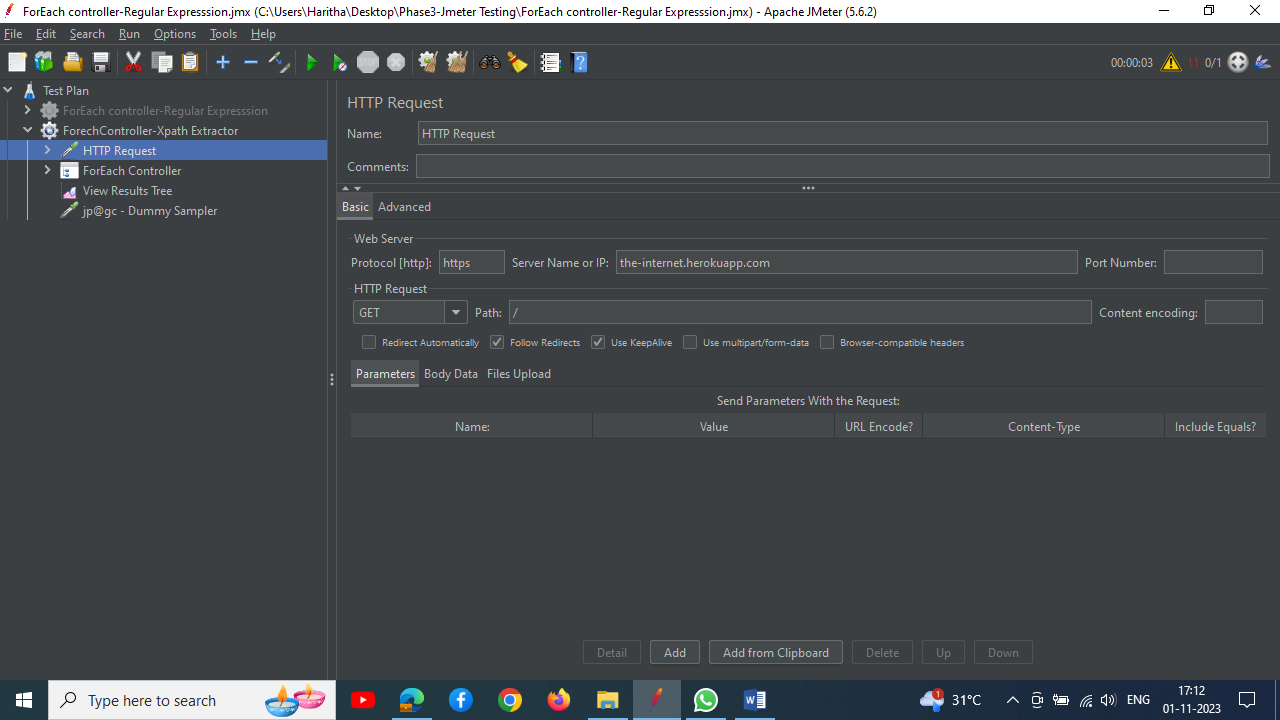 ForEach controller-Regular Expresssion.jmx (C:\Users\Haritha\Desktop\Phase3-Jmeter Testing\ForEach controller-Regular Expresssion.jmx) - Apache JMeter (5.6.2)
File Edit Search Run Options Tools Help
STOP 00:00:03 11 0/1
Test Plan
ForEach controller-Regular Expresssion
ForechController-Xpath Extractor
HTTP Request
ForEach Controller
View Results Tree
jp@gc - Dummy Sampler
HTTP Request
Name: HTTP Request
Comments:
Basic Advanced
Web Server
Protocol [http]: https Server Name or IP: the-internet.herokuapp.com Port Number:
HTTP Request
GET Path: / Content encoding:
Redirect Automatically Follow Redirects Use KeepAlive Use multipart/form-data Browser-compatible headers
Parameters Body Data Files Upload
Send Parameters With the Request:
Name: Value URL Encode? Content-Type Include Equals?
Detail Add Add from Clipboard Delete Up Down
Type here to search 1 31°C ENG 17:12
01-11-2023